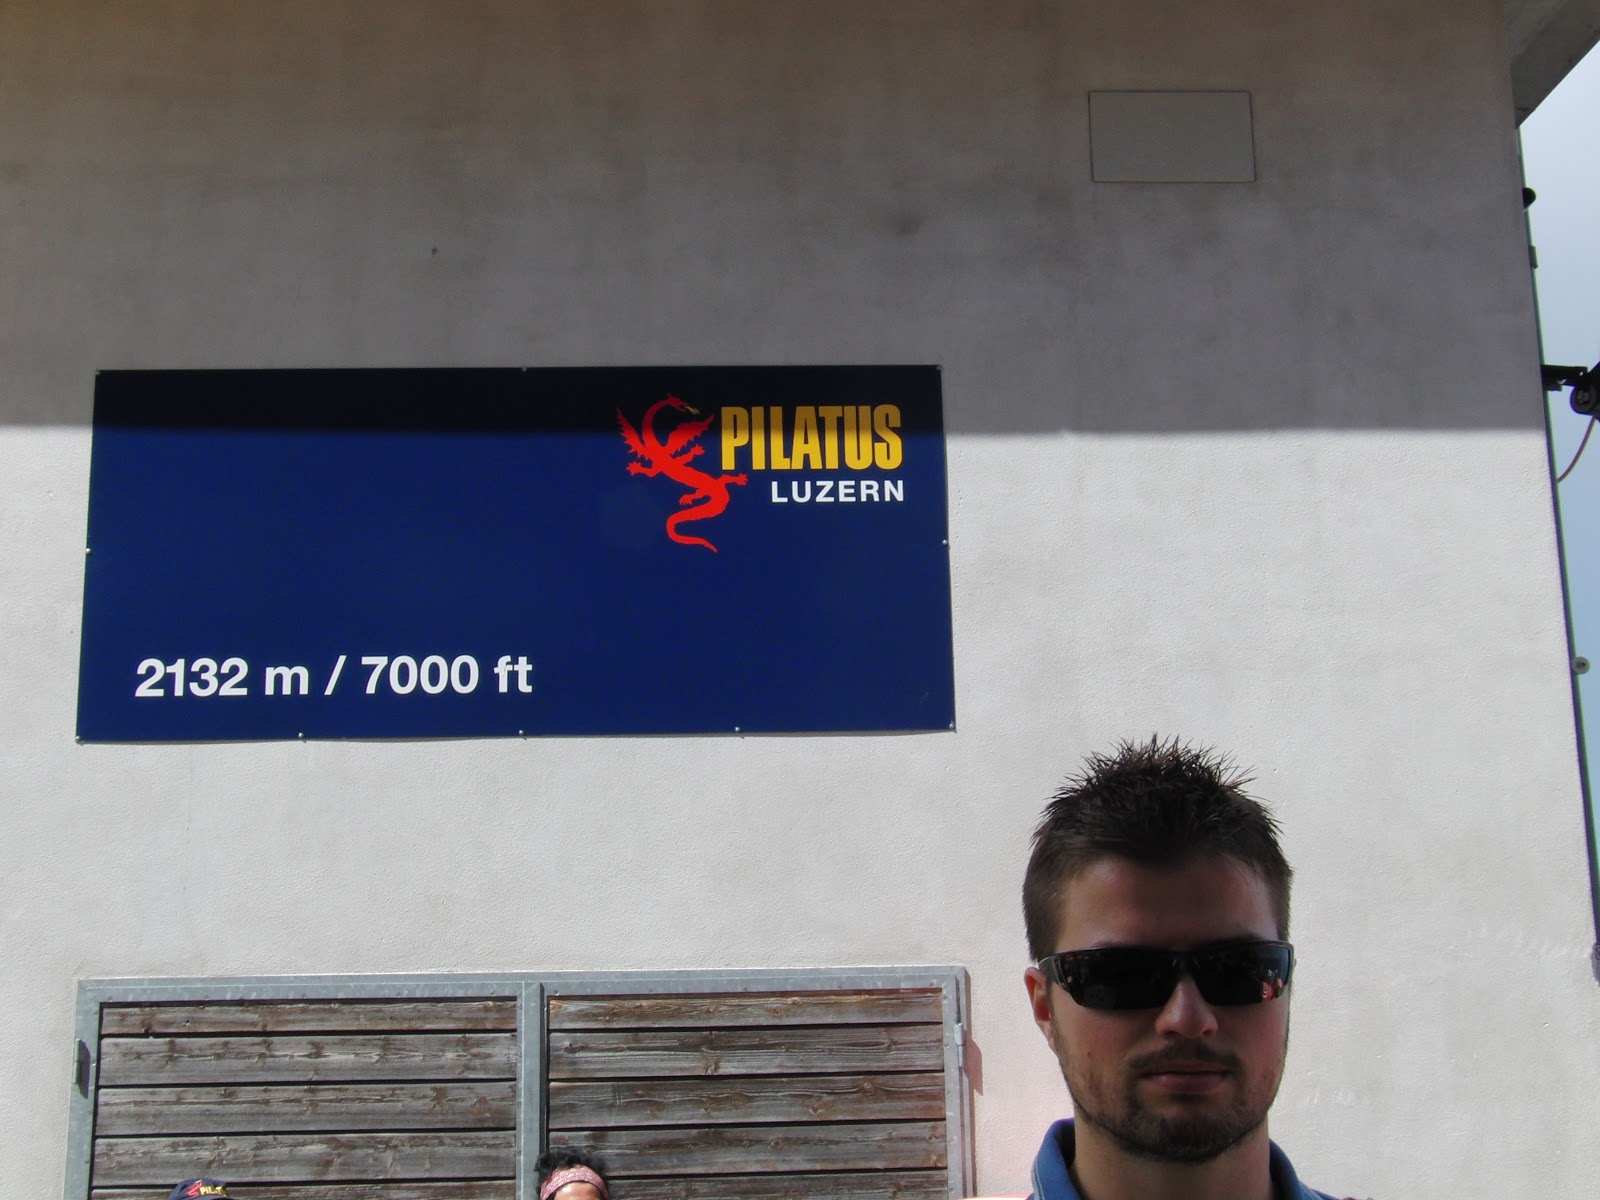 PILATUS
LUZERN
2132 m / 7000 ft